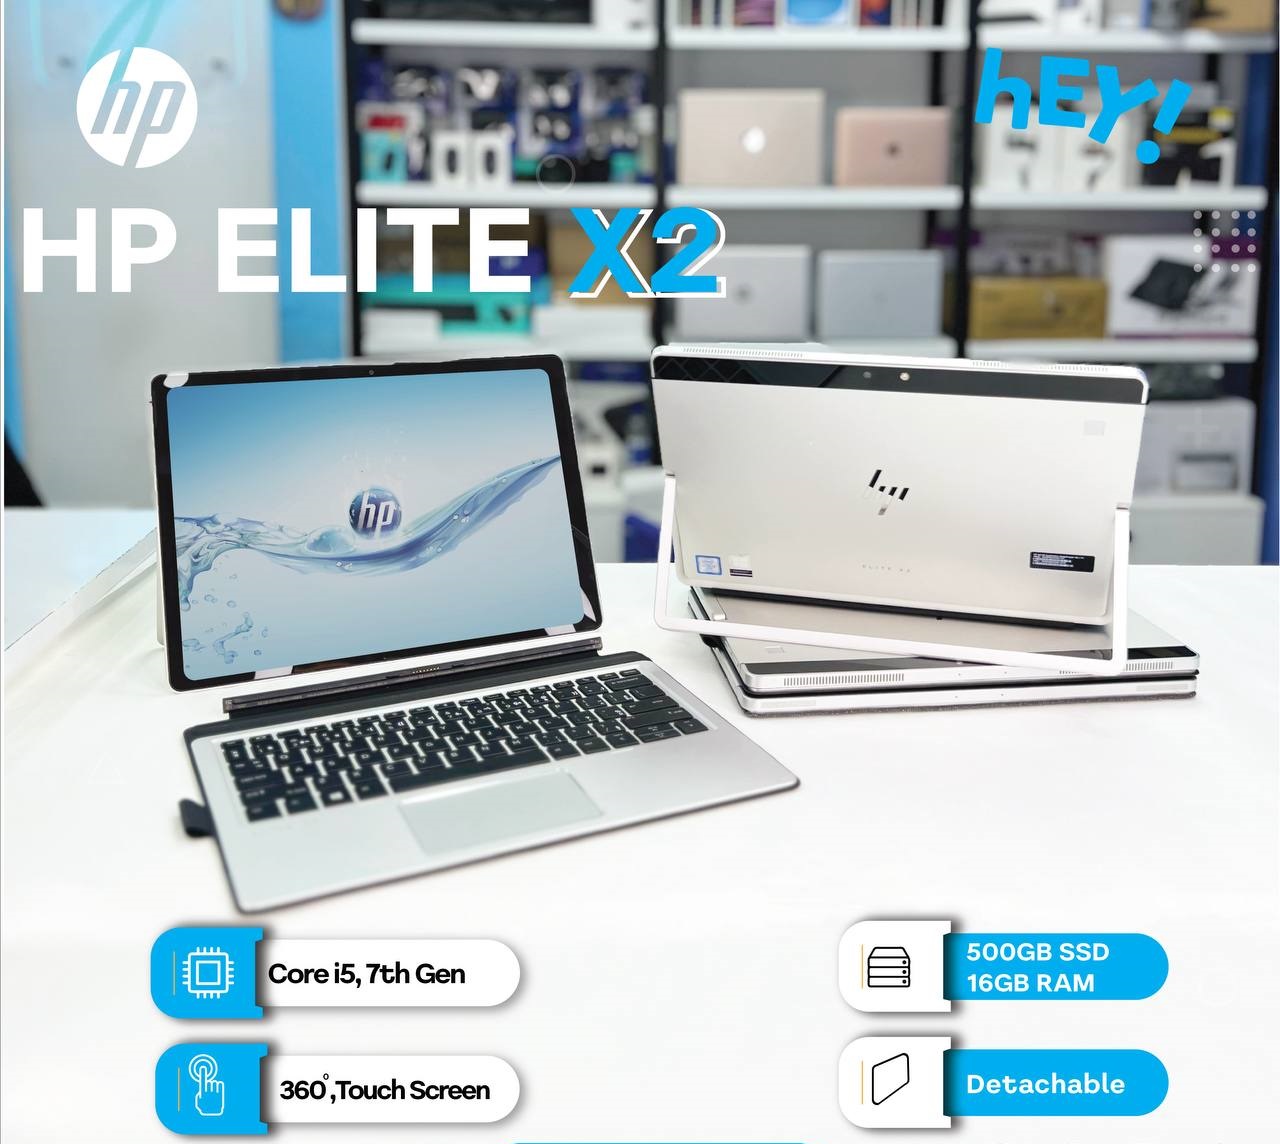 hp
hEY!
HP ELITE X2
hp
hp
ELITE X2
Core i5, 7th Gen
500GB SSD
16GB RAM
360°,Touch Screen
Detachable